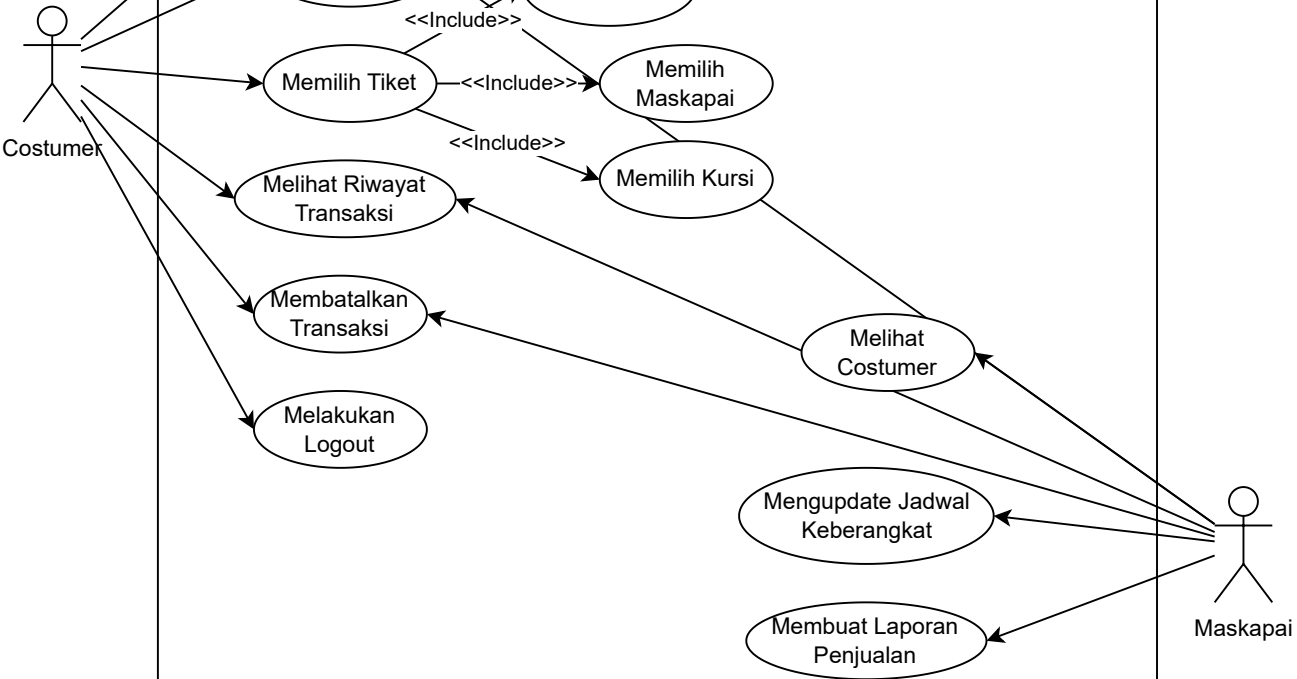 <<Include>>
Memilih Tiket
<<Include>>
Memilih
Maskapai
<<Include>>
Costumer
Memilih Kursi
Melihat Riwayat
Transaksi
Membatalkan
Transaksi
Melihat
Costumer
Melakukan
Logout
Mengupdate Jadwal
Keberangkat
Membuat Laporan
Penjualan
Maskapai